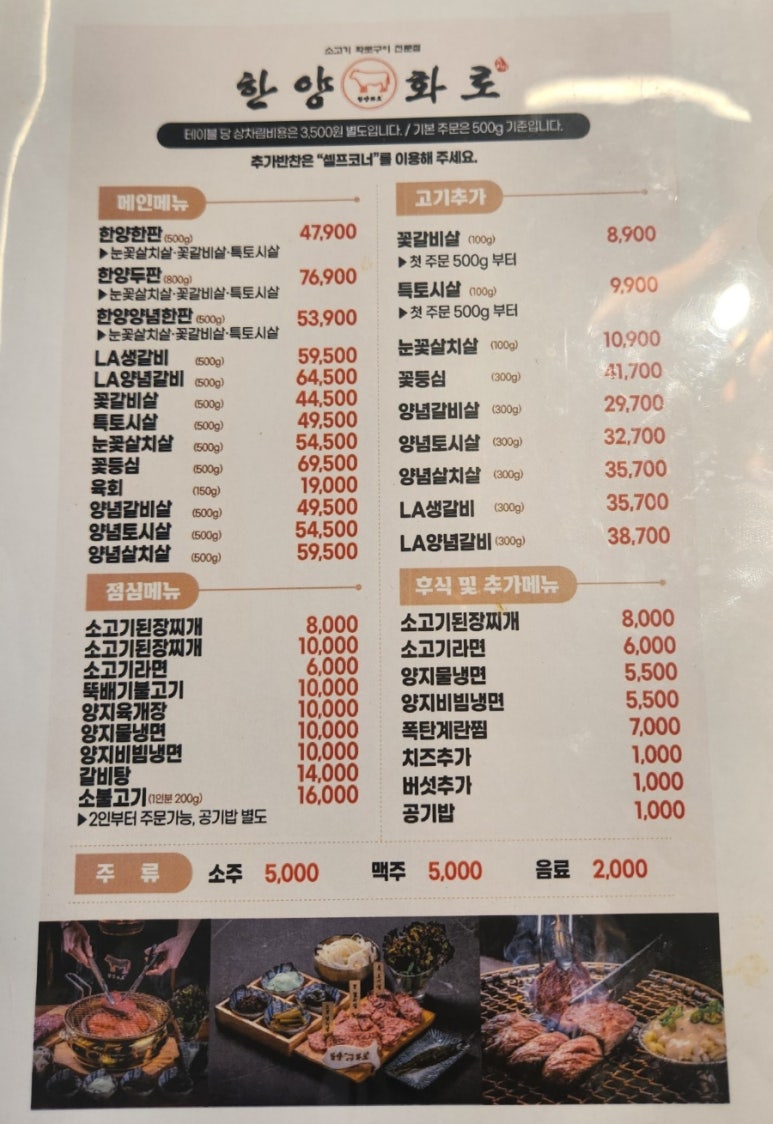 소고기 화로구이 전문점
한양 화로
한양화로
테이블 당 상차림비용은 3,500원 별도입니다. / 기본 주문은 500g 기준입니다.
추가반찬은 "셀프코너"를 이용해 주세요.
메인메뉴
한양한판 (500g) 47,900
▶눈꽃살치살·꽃갈비살·특토시살
한양두판 (800g) 76,900
▶눈꽃살치살·꽃갈비살·특토시살
한양양념한판 (500g) 53,900
▶눈꽃살치살·꽃갈비살·특토시살
LA생갈비 (500g) 59,500
LA양념갈비 (500g) 64,500
꽃갈비살 (500g) 44,500
특토시살 (500g) 49,500
눈꽃살치살 (500g) 54,500
꽃등심 (500g) 69,500
육회 (150g) 19,000
양념갈비살 (500g) 49,500
양념토시살 (500g) 54,500
양념살치살 (500g) 59,500
고기추가
꽃갈비살 (100g) 8,900
▶첫 주문 500g 부터
특토시살 (100g) 9,900
▶첫 주문 500g 부터
눈꽃살치살 (100g) 10,900
꽃등심 (300g) 41,700
양념갈비살 (300g) 29,700
양념토시살 (300g) 32,700
양념살치살 (300g) 35,700
LA생갈비 (300g) 35,700
LA양념갈비 (300g) 38,700
점심메뉴
소고기된장찌개 8,000
소고기된장찌개 10,000
소고기라면 6,000
뚝배기불고기 10,000
양지육개장 10,000
양지물냉면 10,000
양지비빔냉면 10,000
갈비탕 14,000
소불고기 (1인분 200g) 16,000
▶2인부터 주문가능, 공기밥 별도
후식 및 추가메뉴
소고기된장찌개 8,000
소고기라면 6,000
양지물냉면 5,500
양지비빔냉면 5,500
폭탄계란찜 7,000
치즈추가 1,000
버섯추가 1,000
공기밥 1,000
주 류 소주 5,000 맥주 5,000 음료 2,000
한양화로